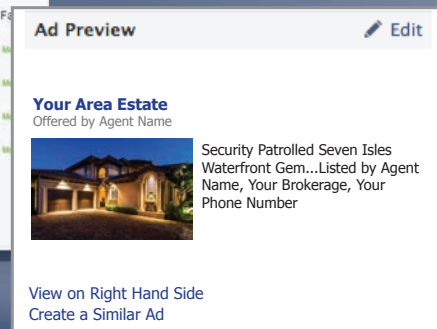 Fa
Ad Preview
Edit
Your Area Estate
Offered by Agent Name
Security Patrolled Seven Isles
Waterfront Gem...Listed by Agent
Name, Your Brokerage, Your
Phone Number
View on Right Hand Side
Create a Similar Ad